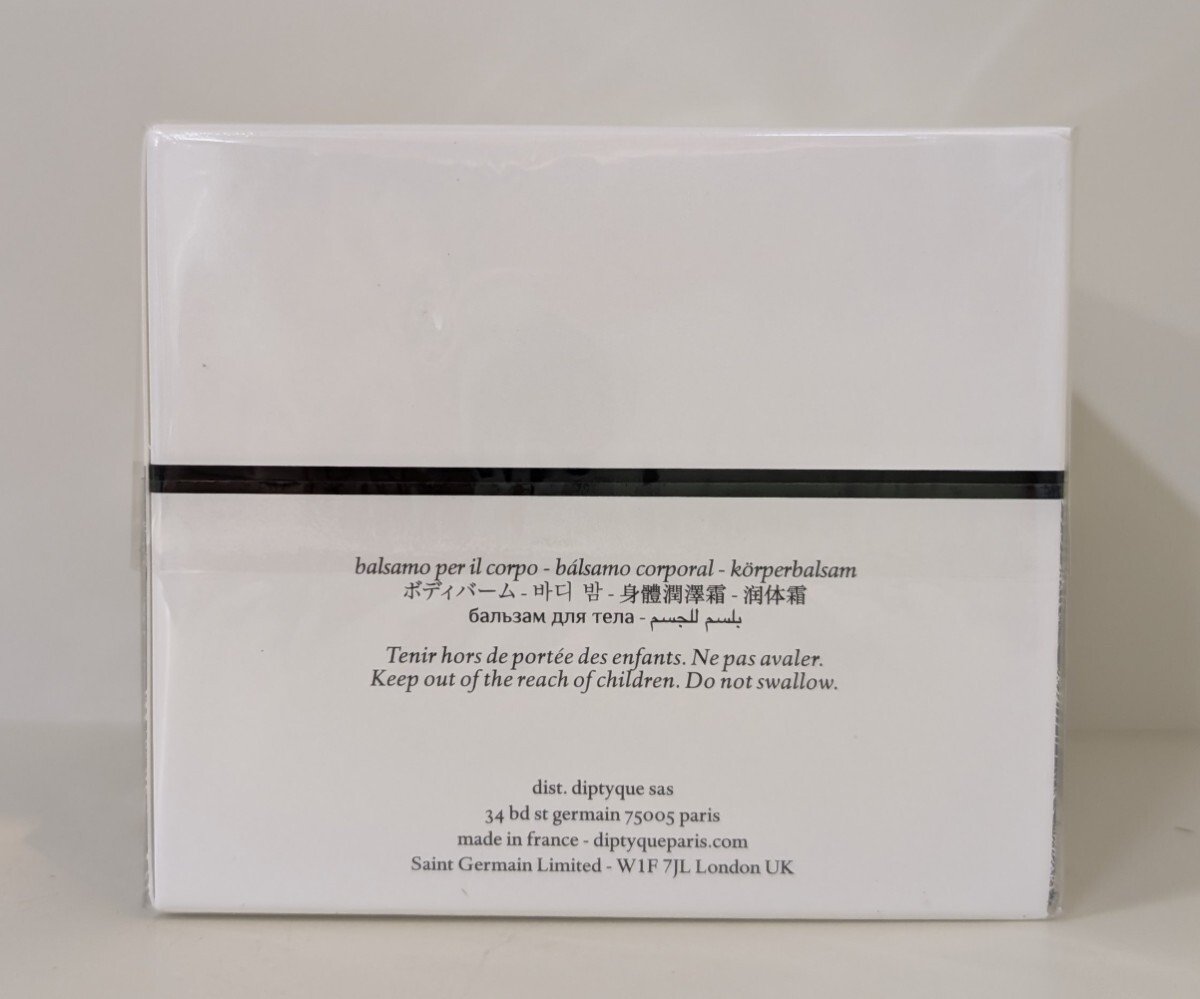 balsamo per il corpo - bálsamo corporal - körperbalsam
ボディバーム - 바디 밤 - 身體潤澤霜 - 润体霜
бальзам для тела - بلسم للجسم
Tenir hors de portée des enfants. Ne pas avaler.
Keep out of the reach of children. Do not swallow.
dist. diptyque sas
34 bd st germain 75005 paris
made in france - diptyqueparis.com
Saint Germain Limited - W1F 7JL London UK